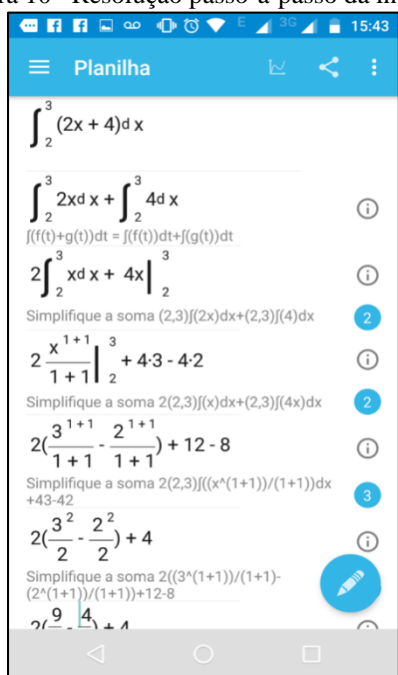 ra 10 Resolução passo-a-passo da in
E 3G 15:43
Planilha
∫₂³ (2x + 4)d x
∫₂³ 2xd x + ∫₂³ 4d x
∫(f(t)+g(t))dt = ∫(f(t))dt+∫(g(t))dt
2∫₂³ xd x + 4x|₂³
Simplifique a soma (2,3)∫(2x)dx+(2,3)∫(4)dx 2
2 x^{1+1}/1+1 |₂³ + 4·3 - 4·2
Simplifique a soma 2(2,3)∫(x)dx+(2,3)∫(4x)dx 2
2(3^{1+1}/1+1 - 2^{1+1}/1+1) + 12 - 8
Simplifique a soma 2(2,3)∫((x^(1+1))/(1+1))dx
+43-42 3
2(3²/2 - 2²/2) + 4
Simplifique a soma 2((3^(1+1))/(1+1)-
(2^(1+1))/(1+1))+12-8